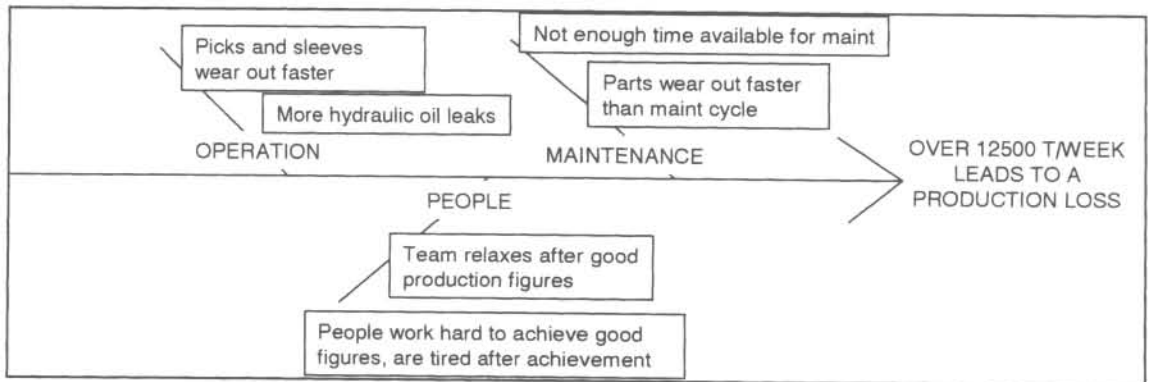 Picks and sleeves
wear out faster
More hydraulic oil leaks
OPERATION
Not enough time available for maint
Parts wear out faster
than maint cycle
MAINTENANCE
OVER 12500 T/WEEK
LEADS TO A
PRODUCTION LOSS
PEOPLE
Team relaxes after good
production figures
People work hard to achieve good
figures, are tired after achievement